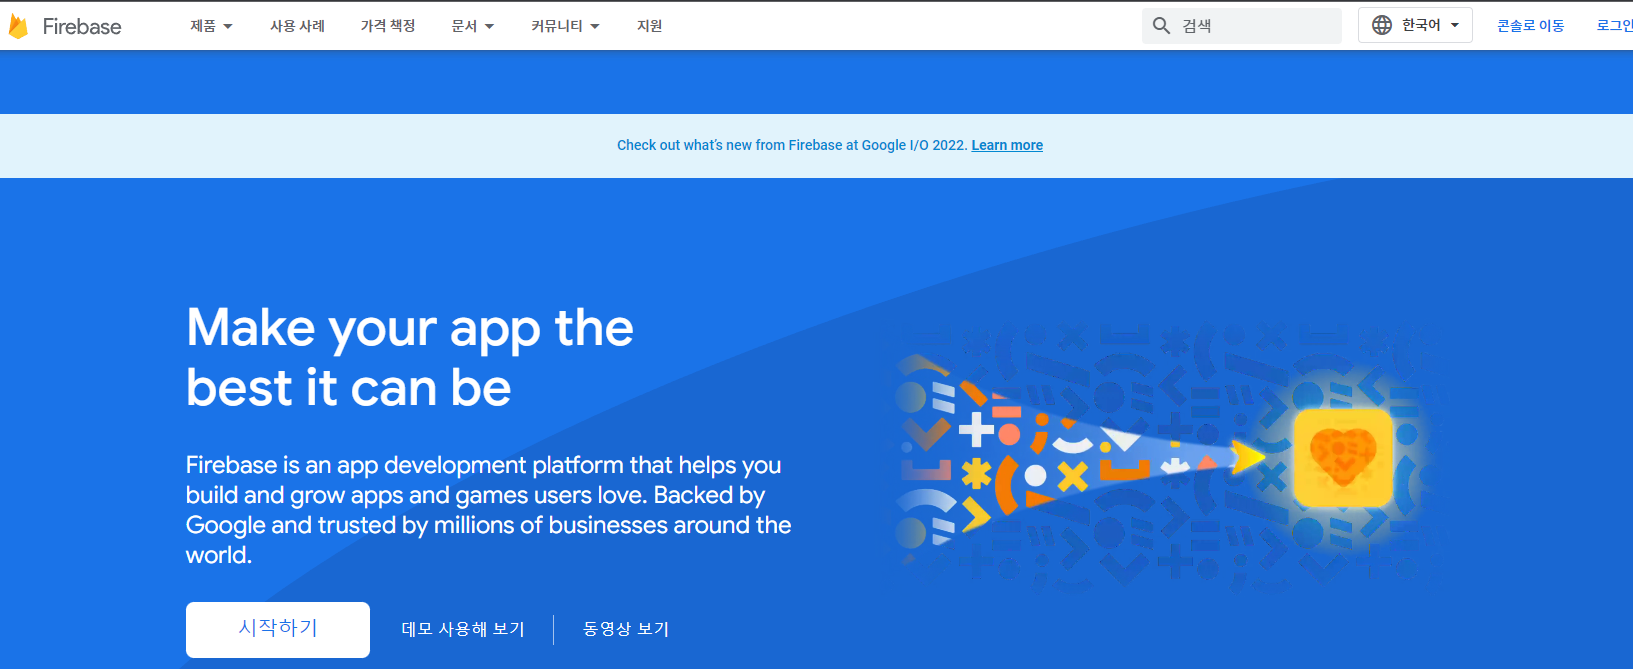 Firebase 제품 사용 사례 가격 책정 문서 커뮤니티 지원 검색 한국어 콘솔로 이동 로그인
Check out what's new from Firebase at Google I/O 2022. Learn more
Make your app the
best it can be
Firebase is an app development platform that helps you
build and grow apps and games users love. Backed by
Google and trusted by millions of businesses around the
world.
시작하기 데모 사용해 보기 동영상 보기